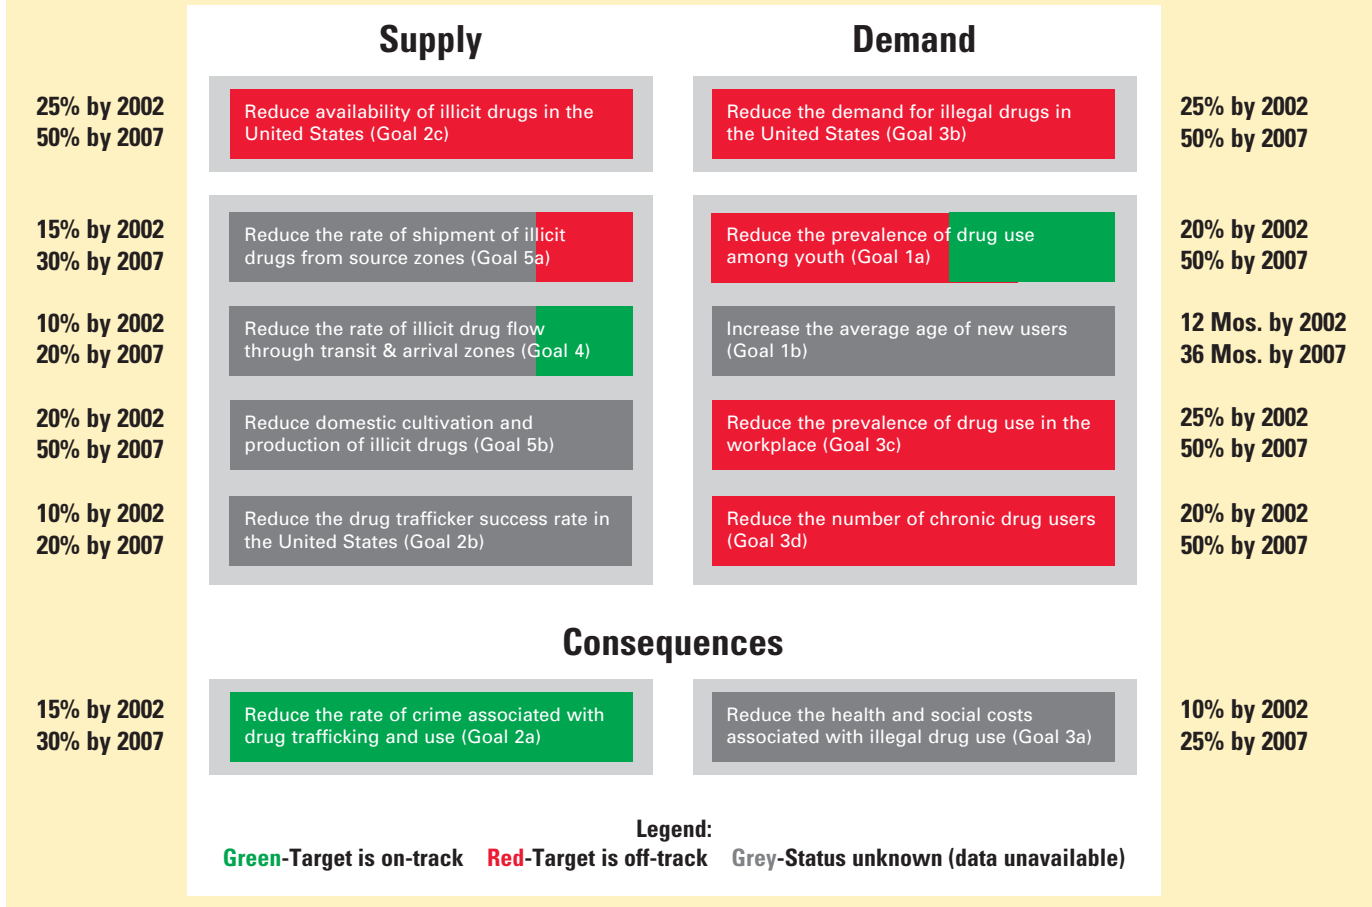 Supply
Demand
25% by 2002
50% by 2007
Reduce availability of illicit drugs in the
United States (Goal 2c)
Reduce the demand for illegal drugs in
the United States (Goal 3b)
25% by 2002
50% by 2007
15% by 2002
30% by 2007
Reduce the rate of shipment of illicit
drugs from source zones (Goal 5a)
Reduce the prevalence of drug use
among youth (Goal 1a)
20% by 2002
50% by 2007
10% by 2002
20% by 2007
Reduce the rate of illicit drug flow
through transit & arrival zones (Goal 4)
Increase the average age of new users
(Goal 1b)
12 Mos. by 2002
36 Mos. by 2007
20% by 2002
50% by 2007
Reduce domestic cultivation and
production of illicit drugs (Goal 5b)
Reduce the prevalence of drug use in the
workplace (Goal 3c)
25% by 2002
50% by 2007
10% by 2002
20% by 2007
Reduce the drug trafficker success rate in
the United States (Goal 2b)
Reduce the number of chronic drug users
(Goal 3d)
20% by 2002
50% by 2007
Consequences
15% by 2002
30% by 2007
Reduce the rate of crime associated with
drug trafficking and use (Goal 2a)
Reduce the health and social costs
associated with illegal drug use (Goal 3a)
10% by 2002
25% by 2007
Legend:
Green-Target is on-track Red-Target is off-track Grey-Status unknown (data unavailable)